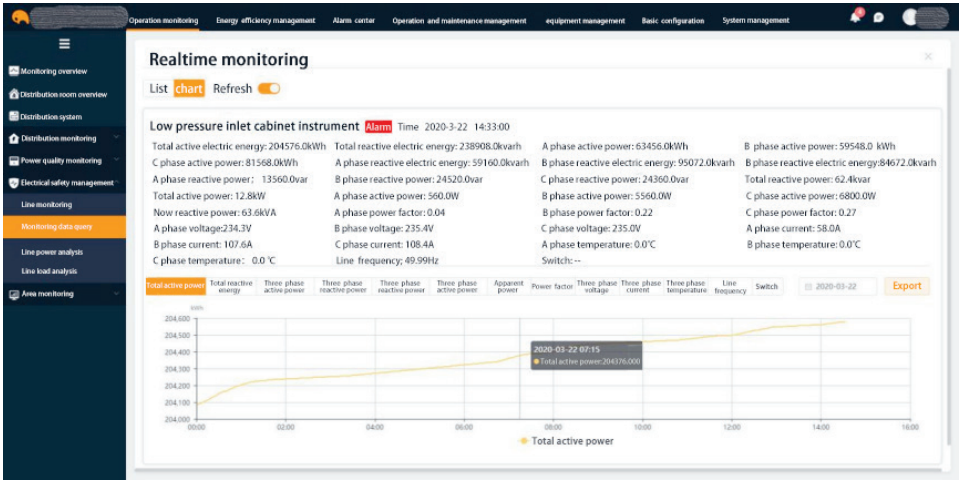 Operation monitoring Energy efficiency management Alarm center Operation and maintenance management equipment management Basic configuration System management
Monitoring overview
Distribution room overview
Distribution system
Distribution monitoring
Power quality monitoring
Electrical safety management
Line monitoring
Monitoring data query
Line power analysis
Line load analysis
Area monitoring
Realtime monitoring
List chart Refresh
Low pressure inlet cabinet instrument Alarm Time 2020-3-22 14:33:00
Total active electric energy: 204576.0kWh Total reactive electric energy: 238908.0kvarh A phase active power: 63456.0kWh B phase active power: 59548.0 kWh
C phase active power: 81568.0kWh A phase reactive electric energy: 59160.0kvarh B phase reactive electric energy: 95072.0kvarh B phase reactive electric energy:84672.0kvarh
A phase reactive power: 13560.0var B phase reactive power: 24520.0var C phase reactive power: 24360.0var Total reactive power: 62.4kvar
Total active power: 12.8kW A phase active power: 560.0W B phase active power: 5560.0W C phase active power: 6800.0W
Now reactive power: 63.6kVA A phase power factor: 0.04 B phase power factor: 0.22 C phase power factor: 0.27
A phase voltage:234.3V B phase voltage: 235.4V C phase voltage: 235.0V A phase current: 58.0A
B phase current: 107.6A C phase current: 108.4A A phase temperature: 0.0℃ B phase temperature: 0.0℃
C phase temperature: 0.0 ℃ Line frequency; 49.99Hz Switch:--
Total active power Total reactive energy Three phase active power Three phase reactive power Three phase reactive power Three phase active power Apparent power Power factor Three phase voltage Three phase current Three phase temperature Line frequency Switch 2020-03-22 Export
204,600
204,500
204,400
204,300
204,200
204,100
204,000
2020-03-22 07:15
Total active power:204376.000
00:00 02:00 04:00 06:00 08:00 10:00 12:00 14:00 16:00
Total active power